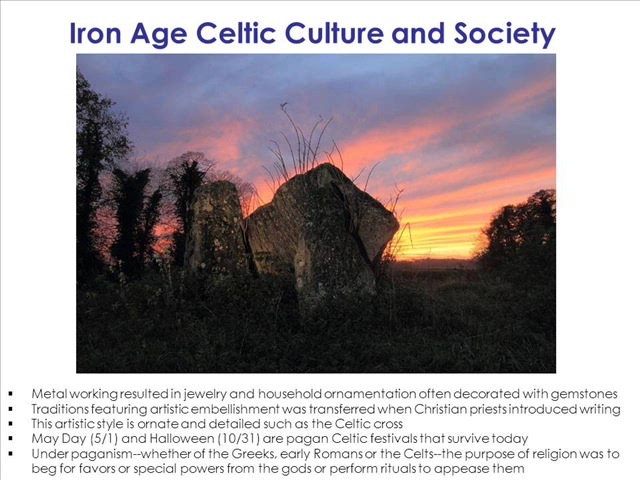 Iron Age Celtic Culture and Society
▪ Metal working resulted in jewelry and household ornamentation often decorated with gemstones
▪ Traditions featuring artistic embellishment was transferred when Christian priests introduced writing
▪ This artistic style is ornate and detailed such as the Celtic cross
▪ May Day (5/1) and Halloween (10/31) are pagan Celtic festivals that survive today
▪ Under paganism--whether of the Greeks, early Romans or the Celts--the purpose of religion was to
beg for favors or special powers from the gods or perform rituals to appease them